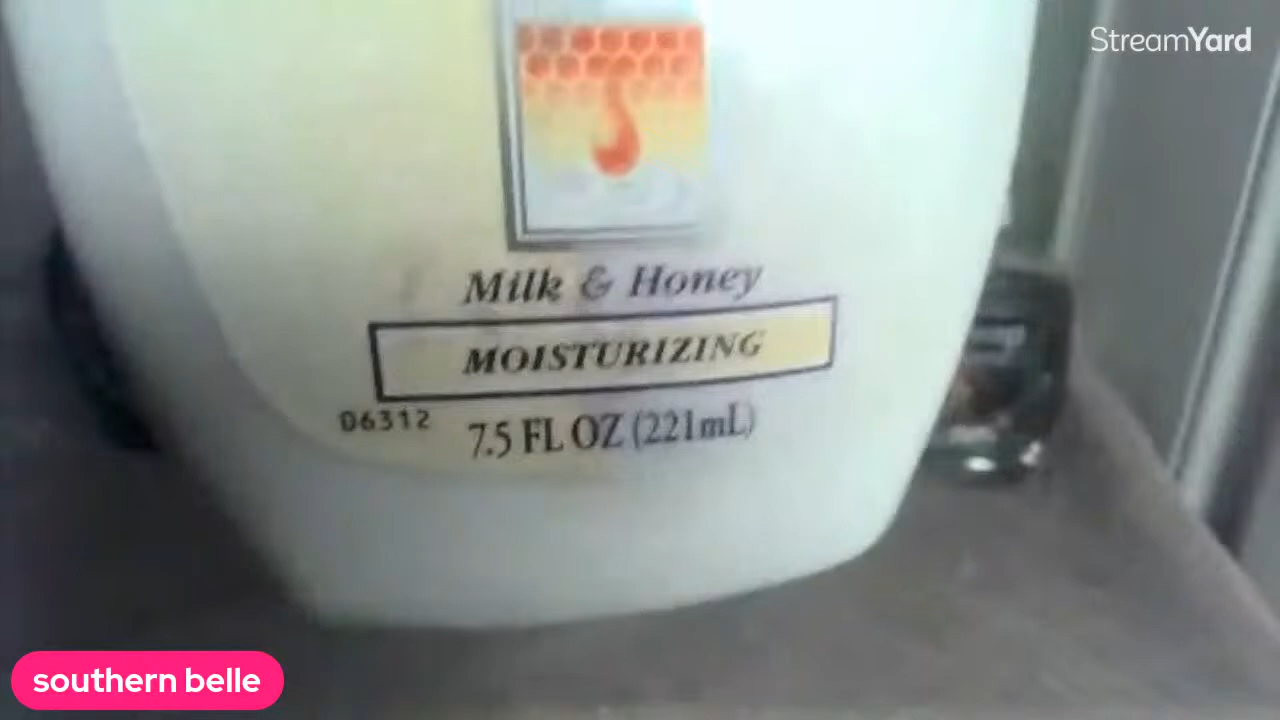 StreamYard
Milk & Honey
MOISTURIZING
06312
7.5 FL OZ (221mL)
southern belle